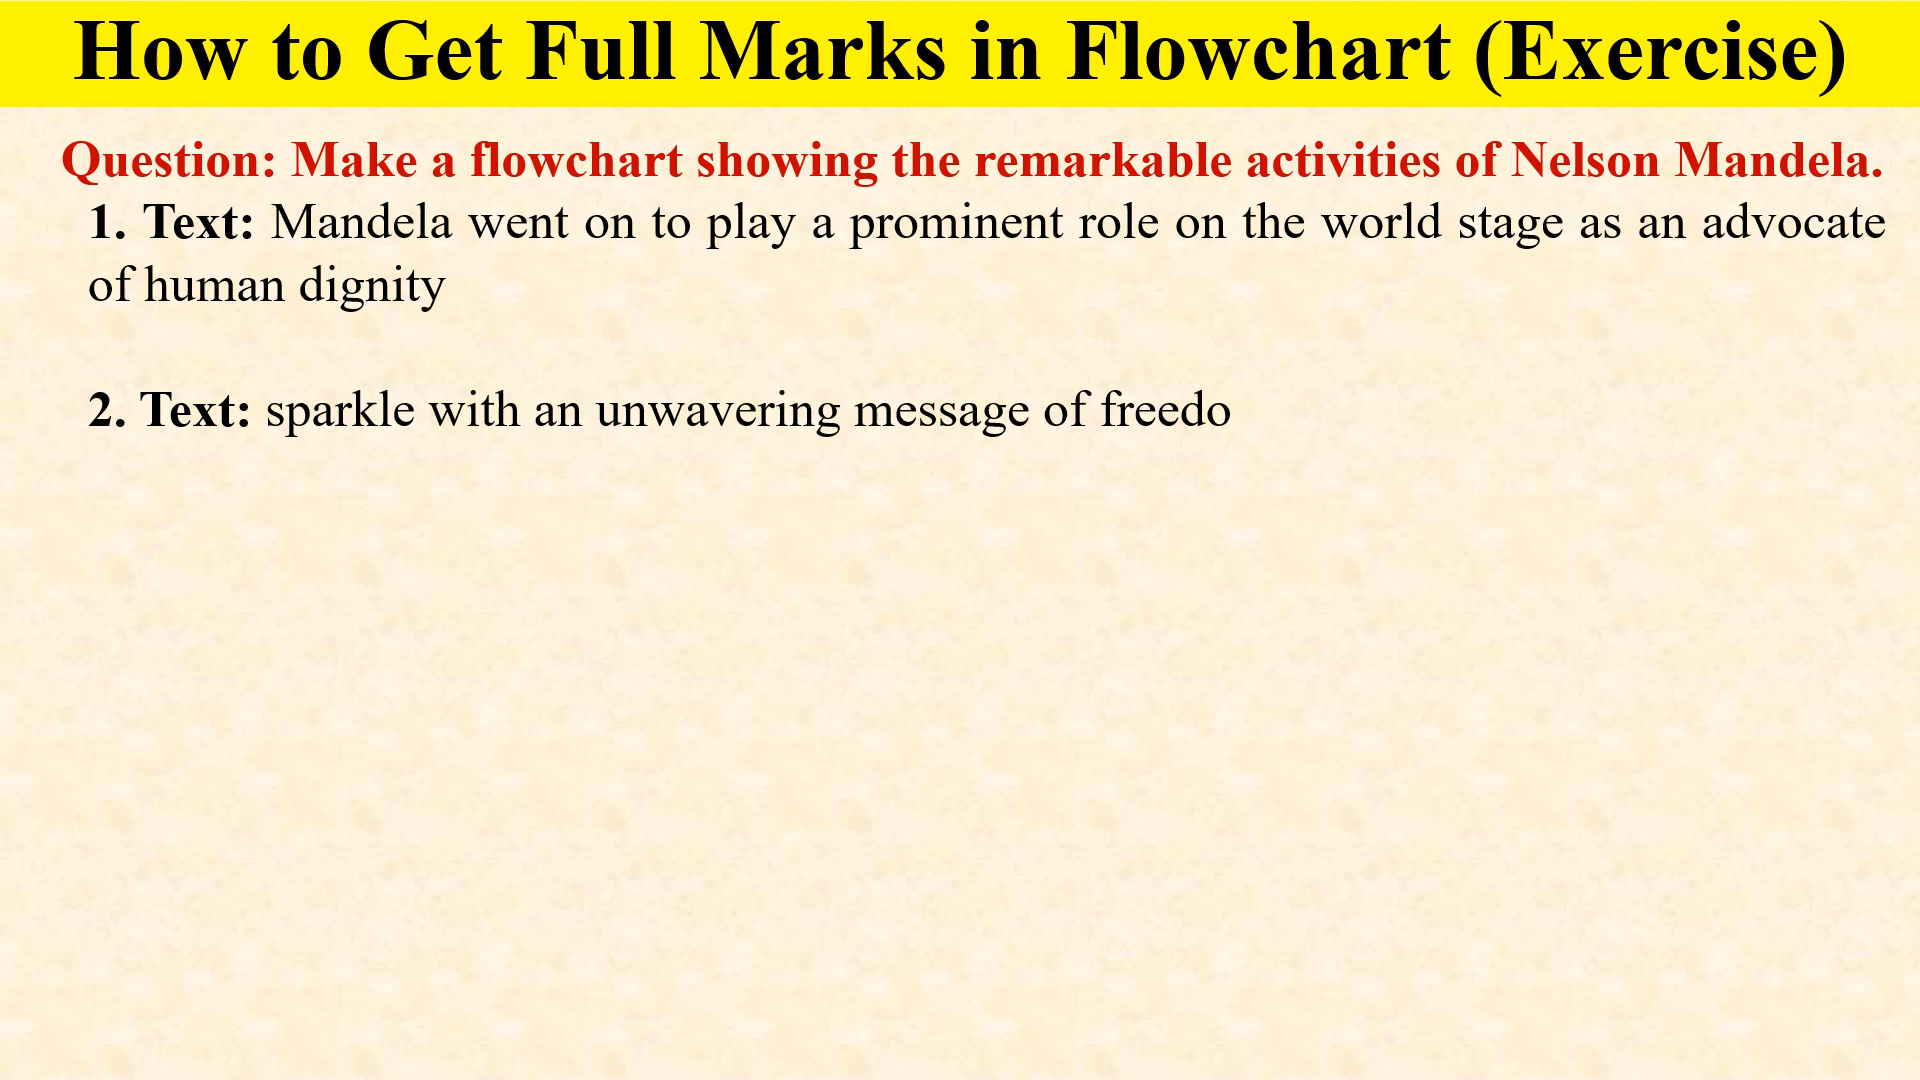 How to Get Full Marks in Flowchart (Exercise)
Question: Make a flowchart showing the remarkable activities of Nelson Mandela.
1. Text: Mandela went on to play a prominent role on the world stage as an advocate
of human dignity
2. Text: sparkle with an unwavering message of freedo